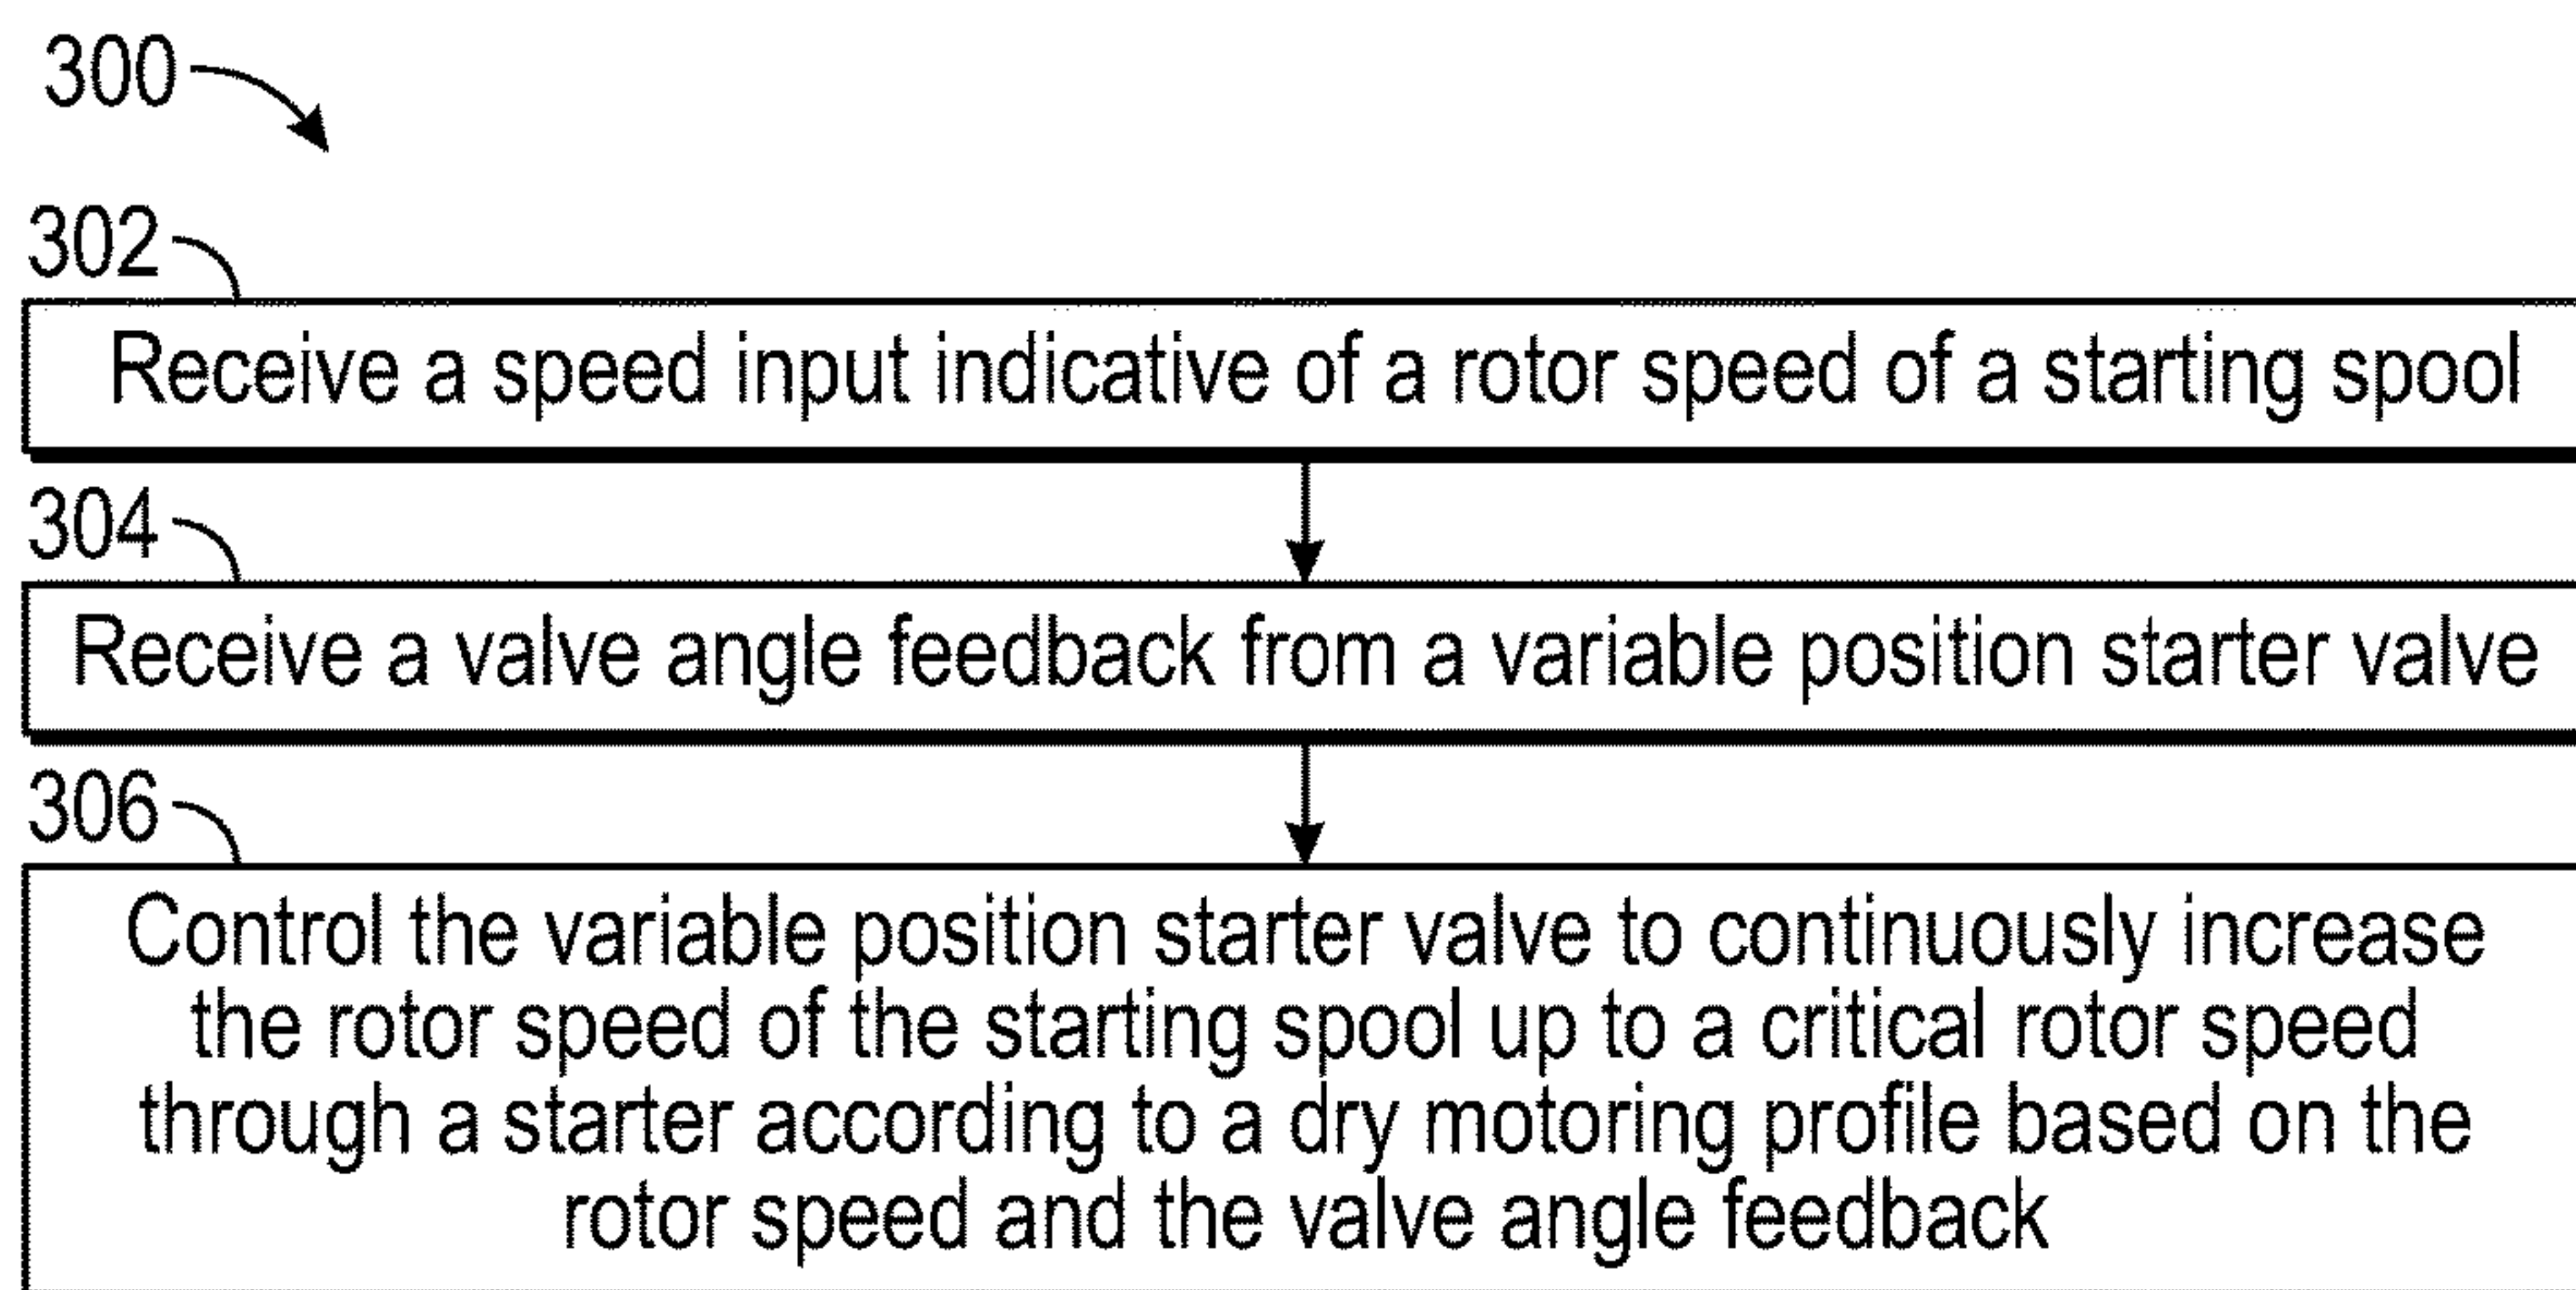 300
302
Receive a speed input indicative of a rotor speed of a starting spool
304
Receive a valve angle feedback from a variable position starter valve
306
Control the variable position starter valve to continuously increase
the rotor speed of the starting spool up to a critical rotor speed
through a starter according to a dry motoring profile based on the
rotor speed and the valve angle feedback